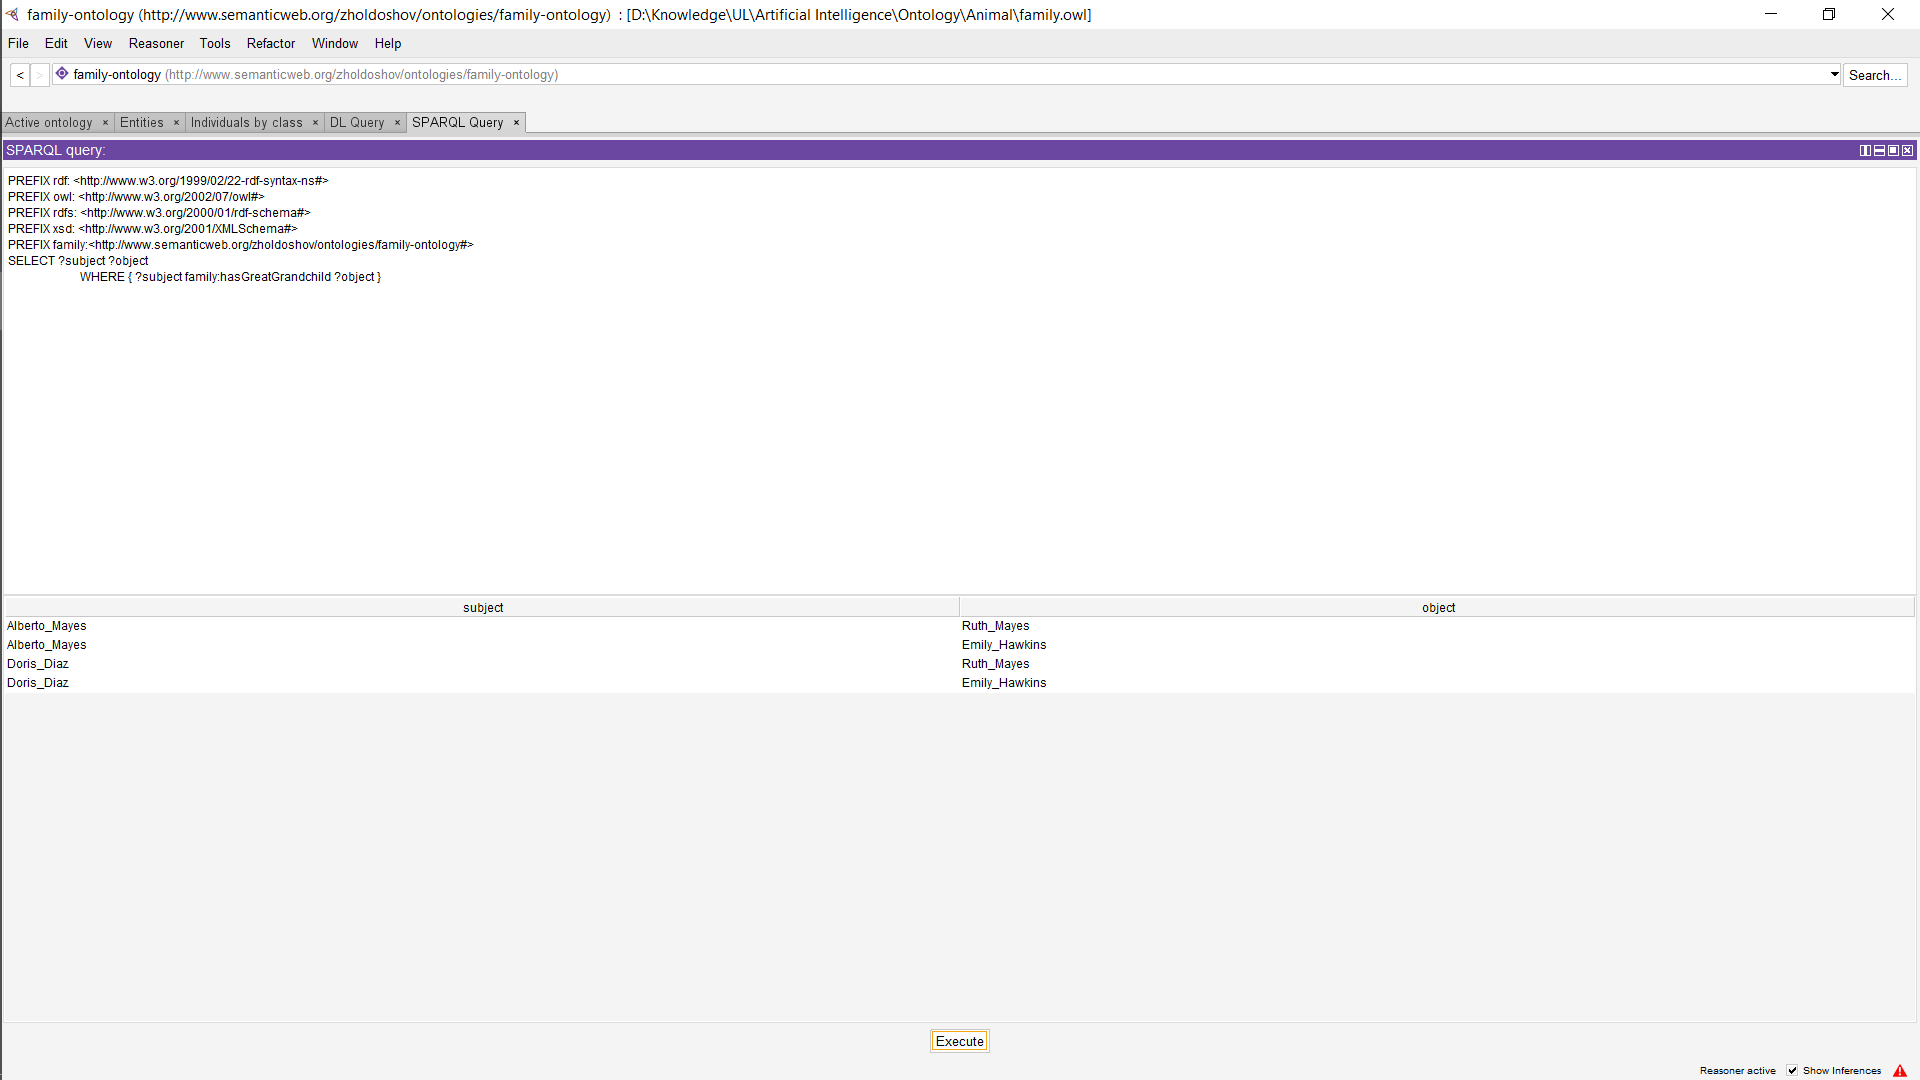 family-ontology (http://www.semanticweb.org/zholdoshov/ontologies/family-ontology) : [D:\Knowledge\UL\Artificial Intelligence\Ontology\Animal\family.owl]
File Edit View Reasoner Tools Refactor Window Help
< > family-ontology (http://www.semanticweb.org/zholdoshov/ontologies/family-ontology) Search...
Active ontology × Entities × Individuals by class × DL Query × SPARQL Query ×
SPARQL query:
PREFIX rdf: <http://www.w3.org/1999/02/22-rdf-syntax-ns#>
PREFIX owl: <http://www.w3.org/2002/07/owl#>
PREFIX rdfs: <http://www.w3.org/2000/01/rdf-schema#>
PREFIX xsd: <http://www.w3.org/2001/XMLSchema#>
PREFIX family:<http://www.semanticweb.org/zholdoshov/ontologies/family-ontology#>
SELECT ?subject ?object
WHERE { ?subject family:hasGreatGrandchild ?object }
subject object
Alberto_Mayes Ruth_Mayes
Alberto_Mayes Emily_Hawkins
Doris_Diaz Ruth_Mayes
Doris_Diaz Emily_Hawkins
Execute
Reasoner active Show Inferences